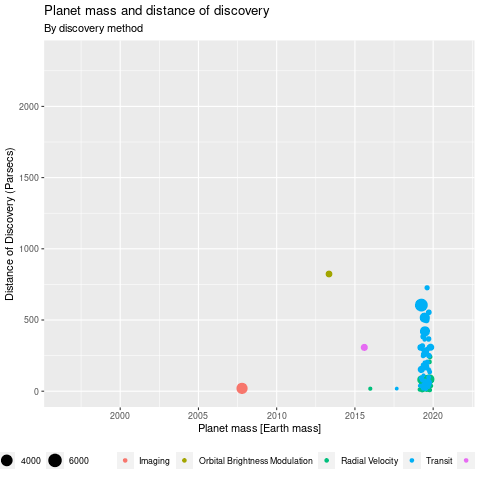 Planet mass and distance of discovery
By discovery method
Distance of Discovery (Parsecs)
2000
1500
1000
500
0
2000
2005
2010
2015
2020
Planet mass [Earth mass]
4000 6000 Imaging Orbital Brightness Modulation Radial Velocity Transit